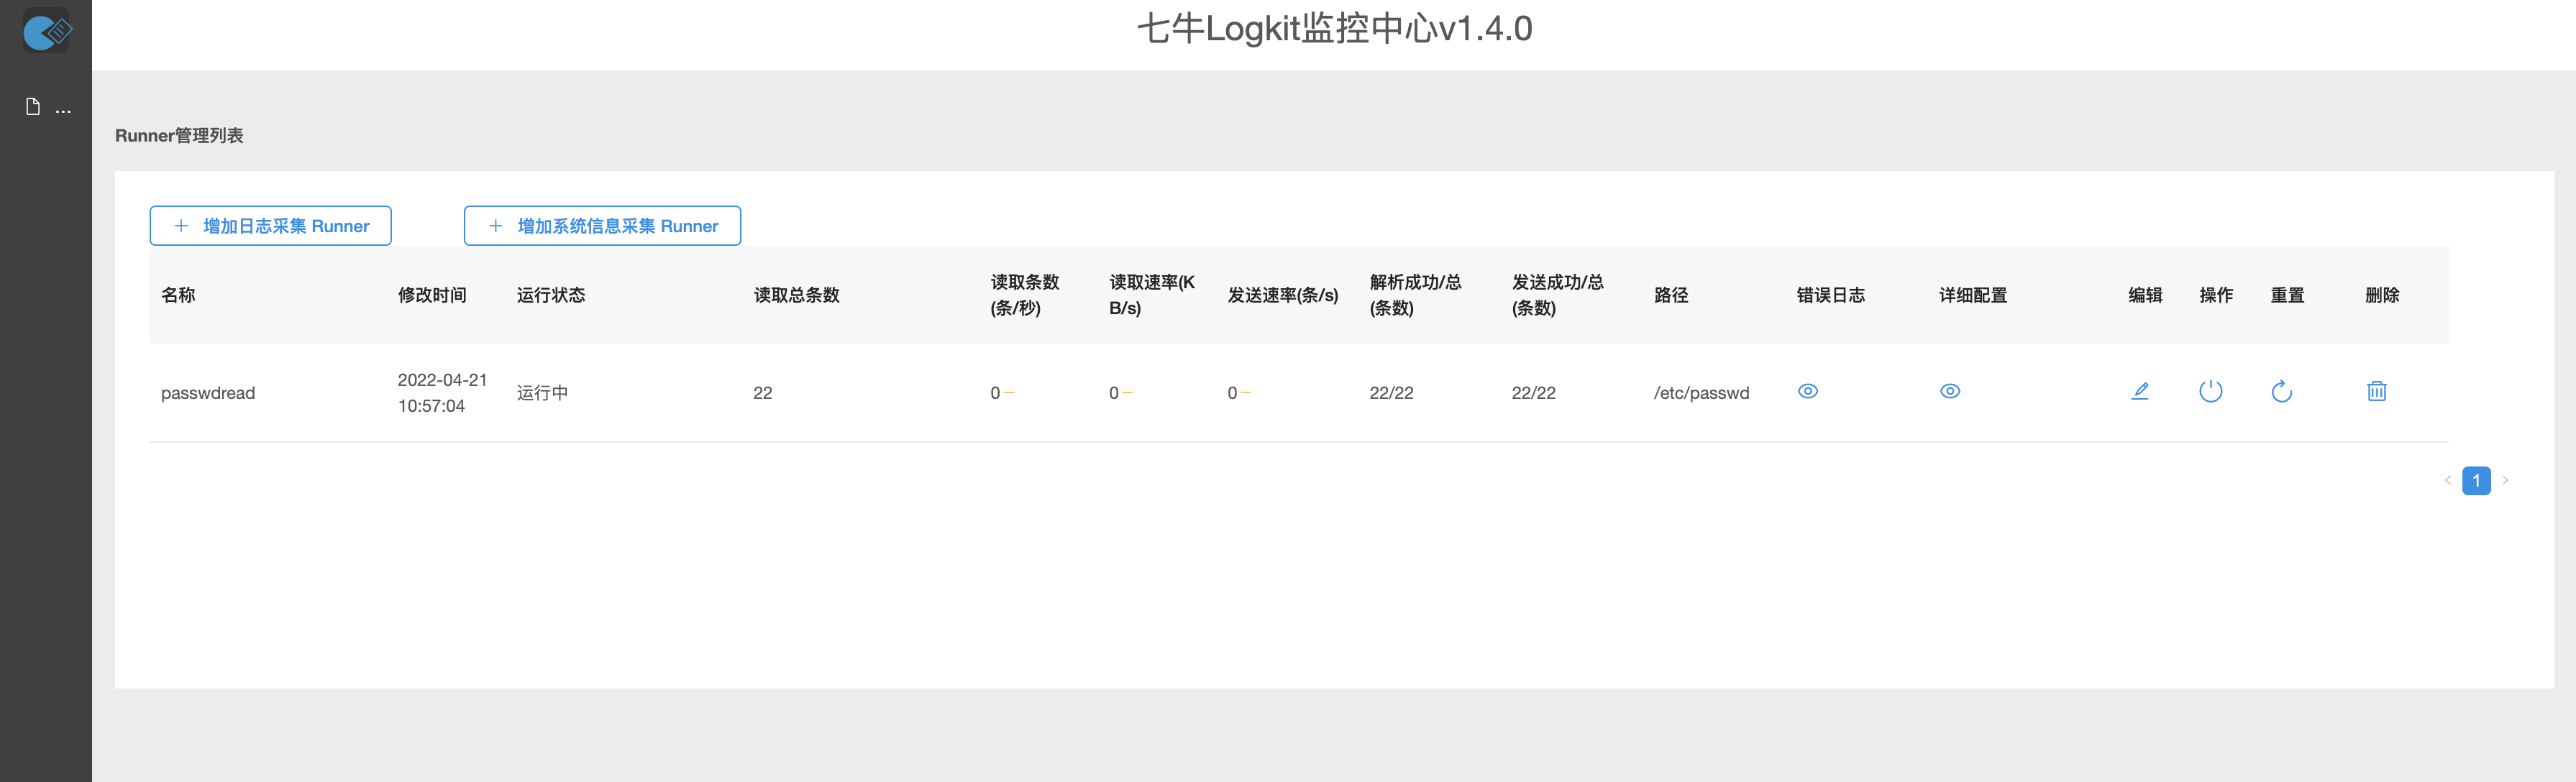 七牛Logkit监控中心v1.4.0
...
Runner管理列表
+ 增加日志采集 Runner
+ 增加系统信息采集 Runner
名称 修改时间 运行状态 读取总条数 读取条数(条/秒) 读取速率(KB/s) 发送速率(条/s) 解析成功/总(条数) 发送成功/总(条数) 路径 错误日志 详细配置 编辑 操作 重置 删除
passwdread 2022-04-21 10:57:04 运行中 22 0 0 0 22/22 22/22 /etc/passwd
< 1 >